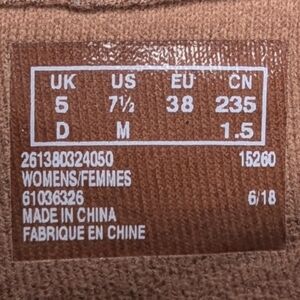 UK US EU CN
5 7½ 38 235
D M 1.5
261380324050 15260
WOMENS/FEMMES
61036326 6/18
MADE IN CHINA
FABRIQUE EN CHINE